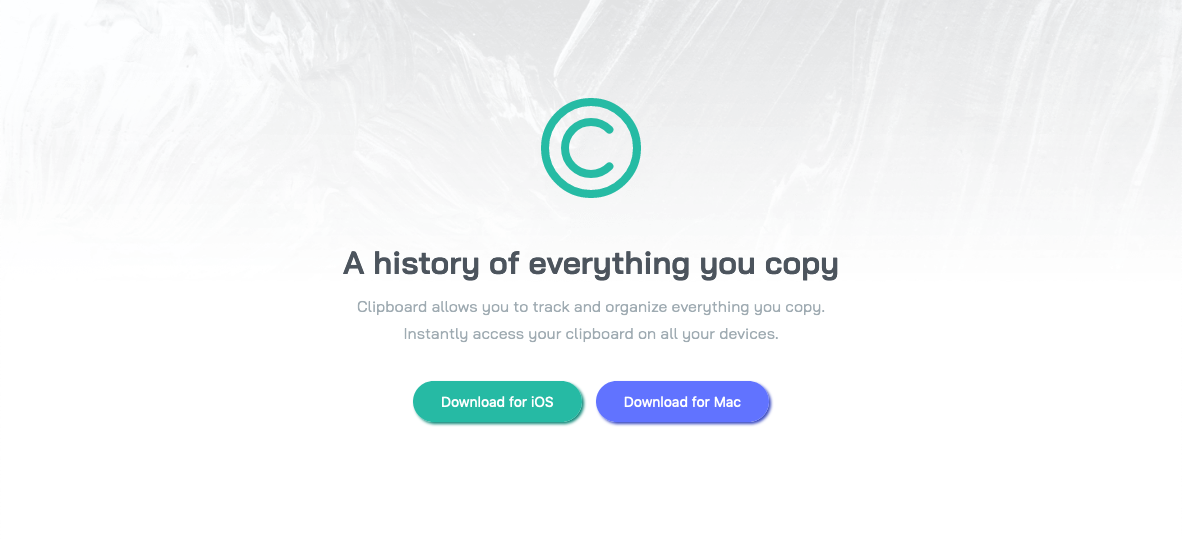 A history of everything you copy
Clipboard allows you to track and organize everything you copy.
Instantly access your clipboard on all your devices.
Download for iOS Download for Mac